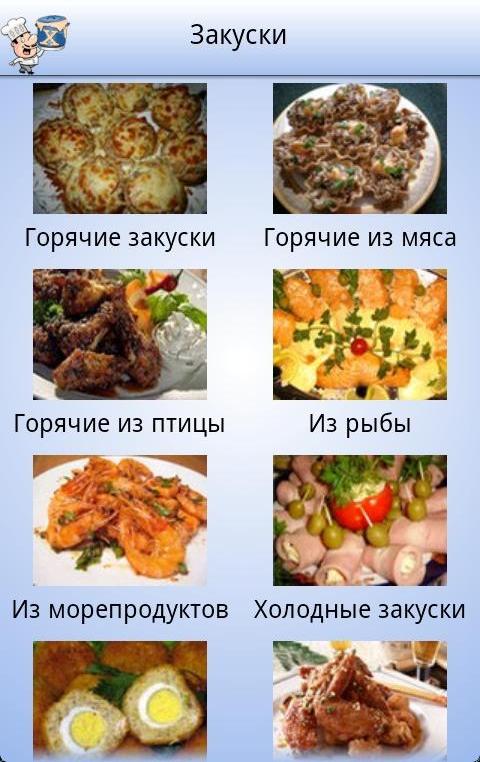 Закуски
Горячие закуски
Горячие из мяса
Горячие из птицы
Из рыбы
Из морепродуктов
Холодные закуски